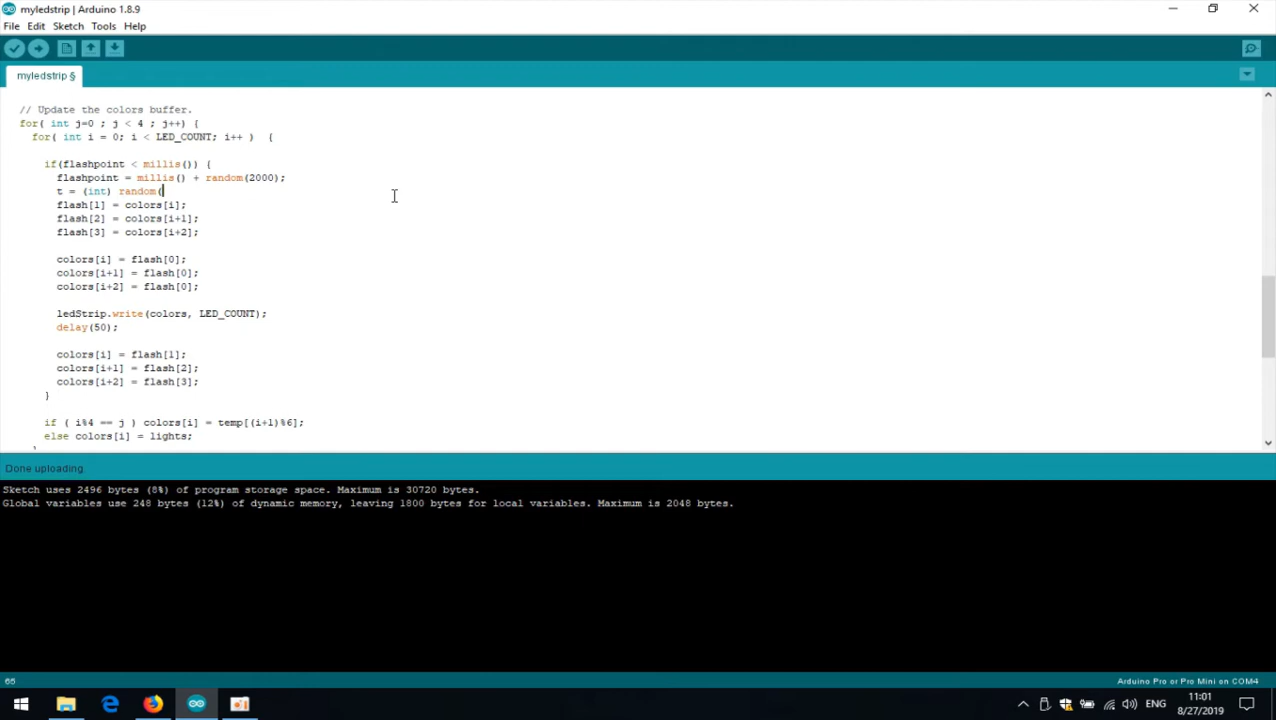 myledstrip | Arduino 1.8.9
File Edit Sketch Tools Help
myledstrip §
// Update the colors buffer.
for( int j=0 ; j < 4 ; j++) {
for( int i = 0; i < LED_COUNT; i++ ) {
if(flashpoint < millis()) {
flashpoint = millis() + random(2000);
t = (int) random(
flash[1] = colors[i];
flash[2] = colors[i+1];
flash[3] = colors[i+2];
colors[i] = flash[0];
colors[i+1] = flash[0];
colors[i+2] = flash[0];
ledStrip.write(colors, LED_COUNT);
delay(50);
colors[i] = flash[1];
colors[i+1] = flash[2];
colors[i+2] = flash[3];
}
if ( i%4 == j ) colors[i] = temp[(i+1)%6];
else colors[i] = lights;
Done uploading.
Sketch uses 2496 bytes (8%) of program storage space. Maximum is 30720 bytes.
Global variables use 248 bytes (12%) of dynamic memory, leaving 1800 bytes for local variables. Maximum is 2048 bytes.
65 Arduino Pro or Pro Mini on COM4
ENG 11:01
8/27/2019